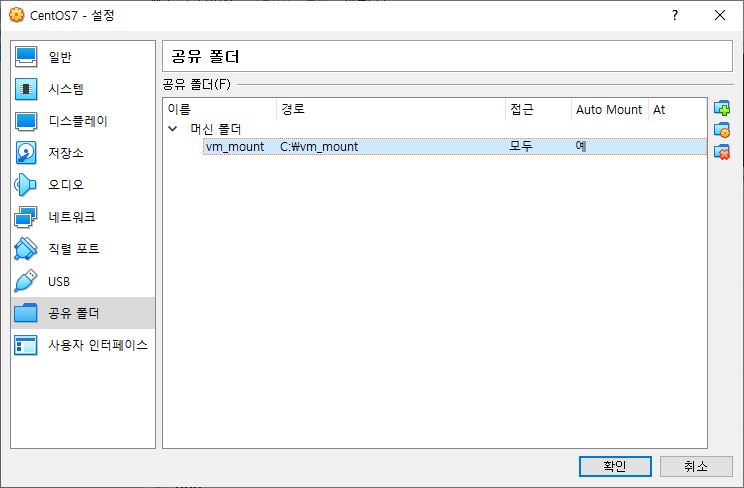 CentOS7 - 설정
?
일반
시스템
디스플레이
저장소
오디오
네트워크
직렬 포트
USB
공유 폴더
사용자 인터페이스
공유 폴더
공유 폴더(F)
이름 경로 접근 Auto Mount At
머신 폴더
vm_mount C:₩vm_mount 모두 예
확인 취소